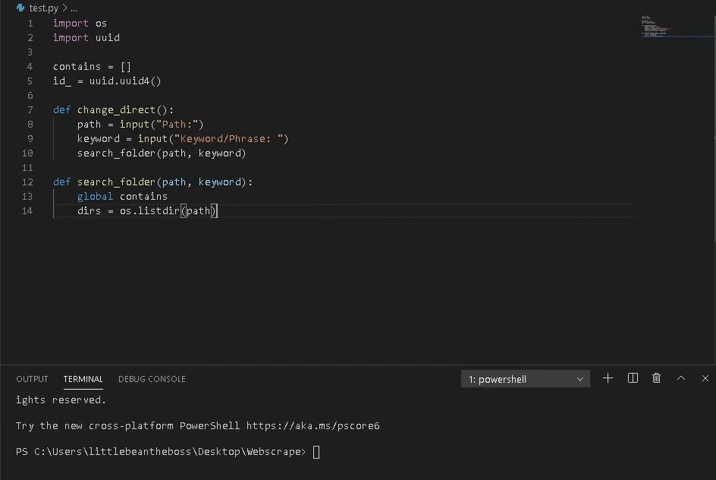 test.py > ...
1 import os
2 import uuid
3
4 contains = []
5 id_ = uuid.uuid4()
6
7 def change_direct():
8 path = input("Path:")
9 keyword = input("Keyword/Phrase: ")
10 search_folder(path, keyword)
11
12 def search_folder(path, keyword):
13 global contains
14 dirs = os.listdir(path)
OUTPUT TERMINAL DEBUG CONSOLE 1: powershell
ights reserved.
Try the new cross-platform PowerShell https://aka.ms/pscore6
PS C:\Users\littlebeantheboss\Desktop\Webscrape>